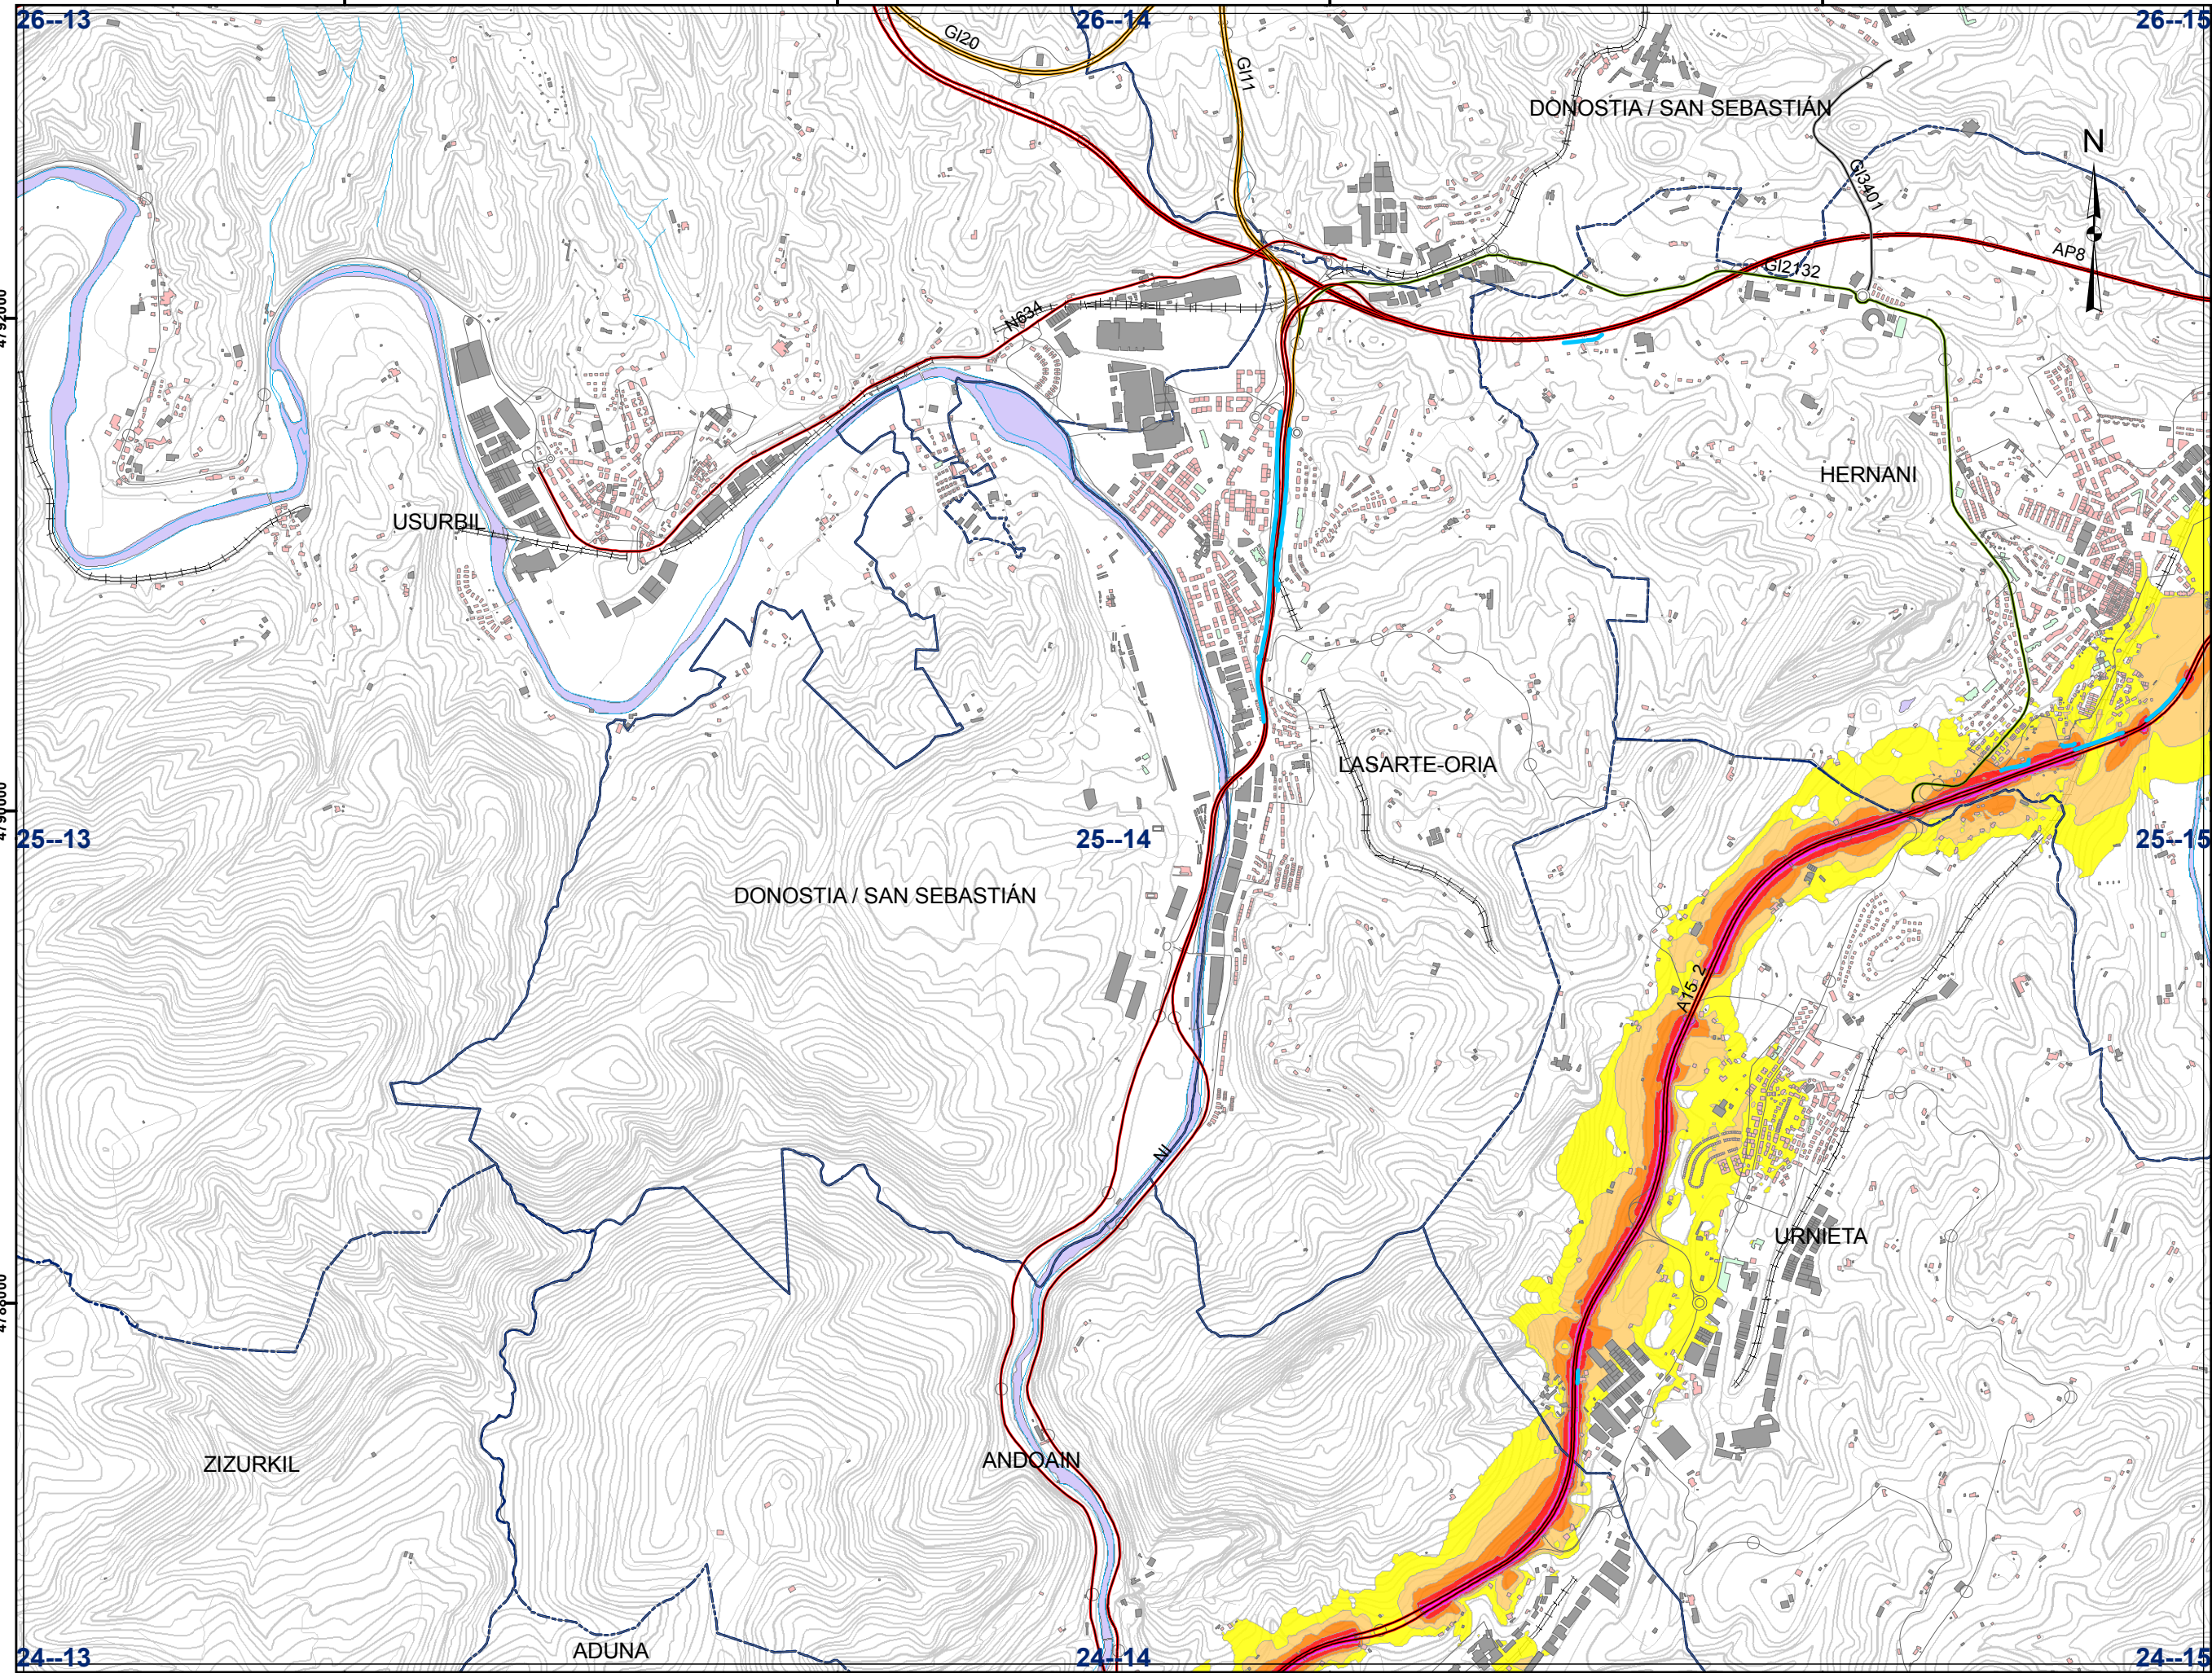 26--13
26--14
26--15
GI20
GI11
DONOSTIA / SAN SEBASTIÁN
N
GI3401
AP8
GI2132
N634
HERNANI
USURBIL
LASARTE-ORIA
25--13
25--14
25--15
DONOSTIA / SAN SEBASTIÁN
A15_2
NI
URNIETA
ZIZURKIL
ANDOAIN
ADUNA
24--13
24--14
24--15